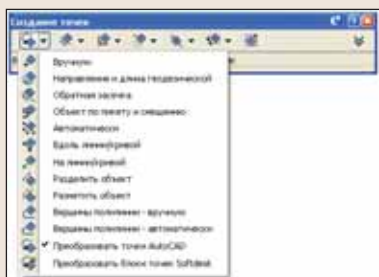 Создание точек
Вручную
Направление и длина геодезической
Обратная засечка
Объект по пикету и смещению
Автоматически
Вдоль линии/кривой
На линии/кривой
Разделить объект
Разметить объект
Вершины полилинии - вручную
Вершины полилинии - автоматически
Преобразовать точки AutoCAD
Преобразовать блоки точек Softdesk